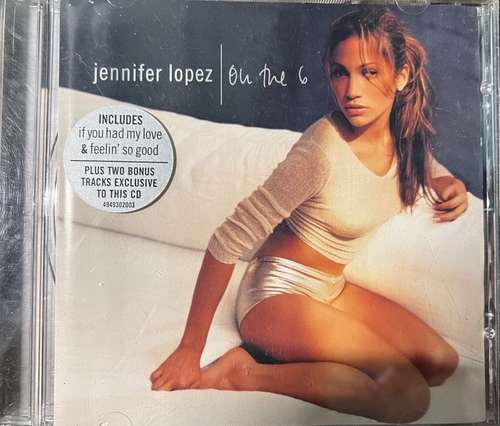 jennifer lopez
On the 6
INCLUDES
if you had my love
& feelin' so good
PLUS TWO BONUS
TRACKS EXCLUSIVE
TO THIS CD
4949302003